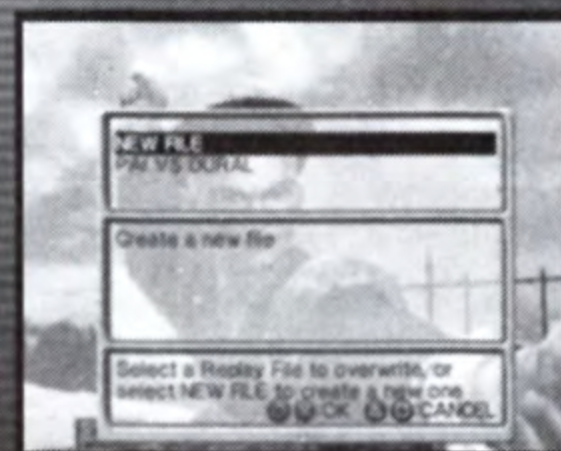 NEW FILE
PAI VS DURAL
Create a new file
Select a Replay File to overwrite, or
select NEW FILE to create a new one
OK CANCEL